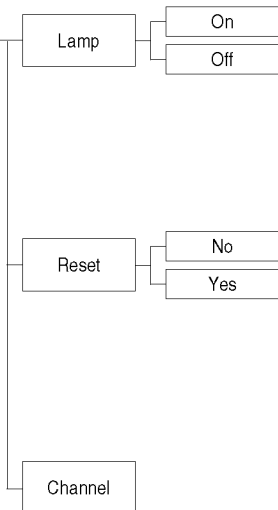 Lamp
On
Off
Reset
No
Yes
Channel